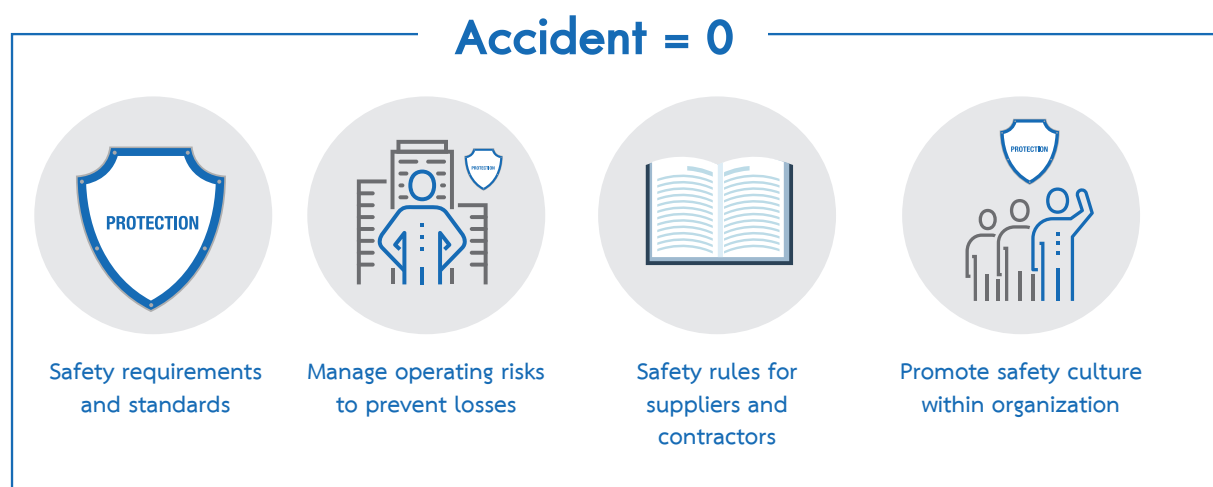 Accident = 0
PROTECTION
PROTECTION
PROTECTION
Safety requirements
and standards
Manage operating risks
to prevent losses
Safety rules for
suppliers and
contractors
Promote safety culture
within organization